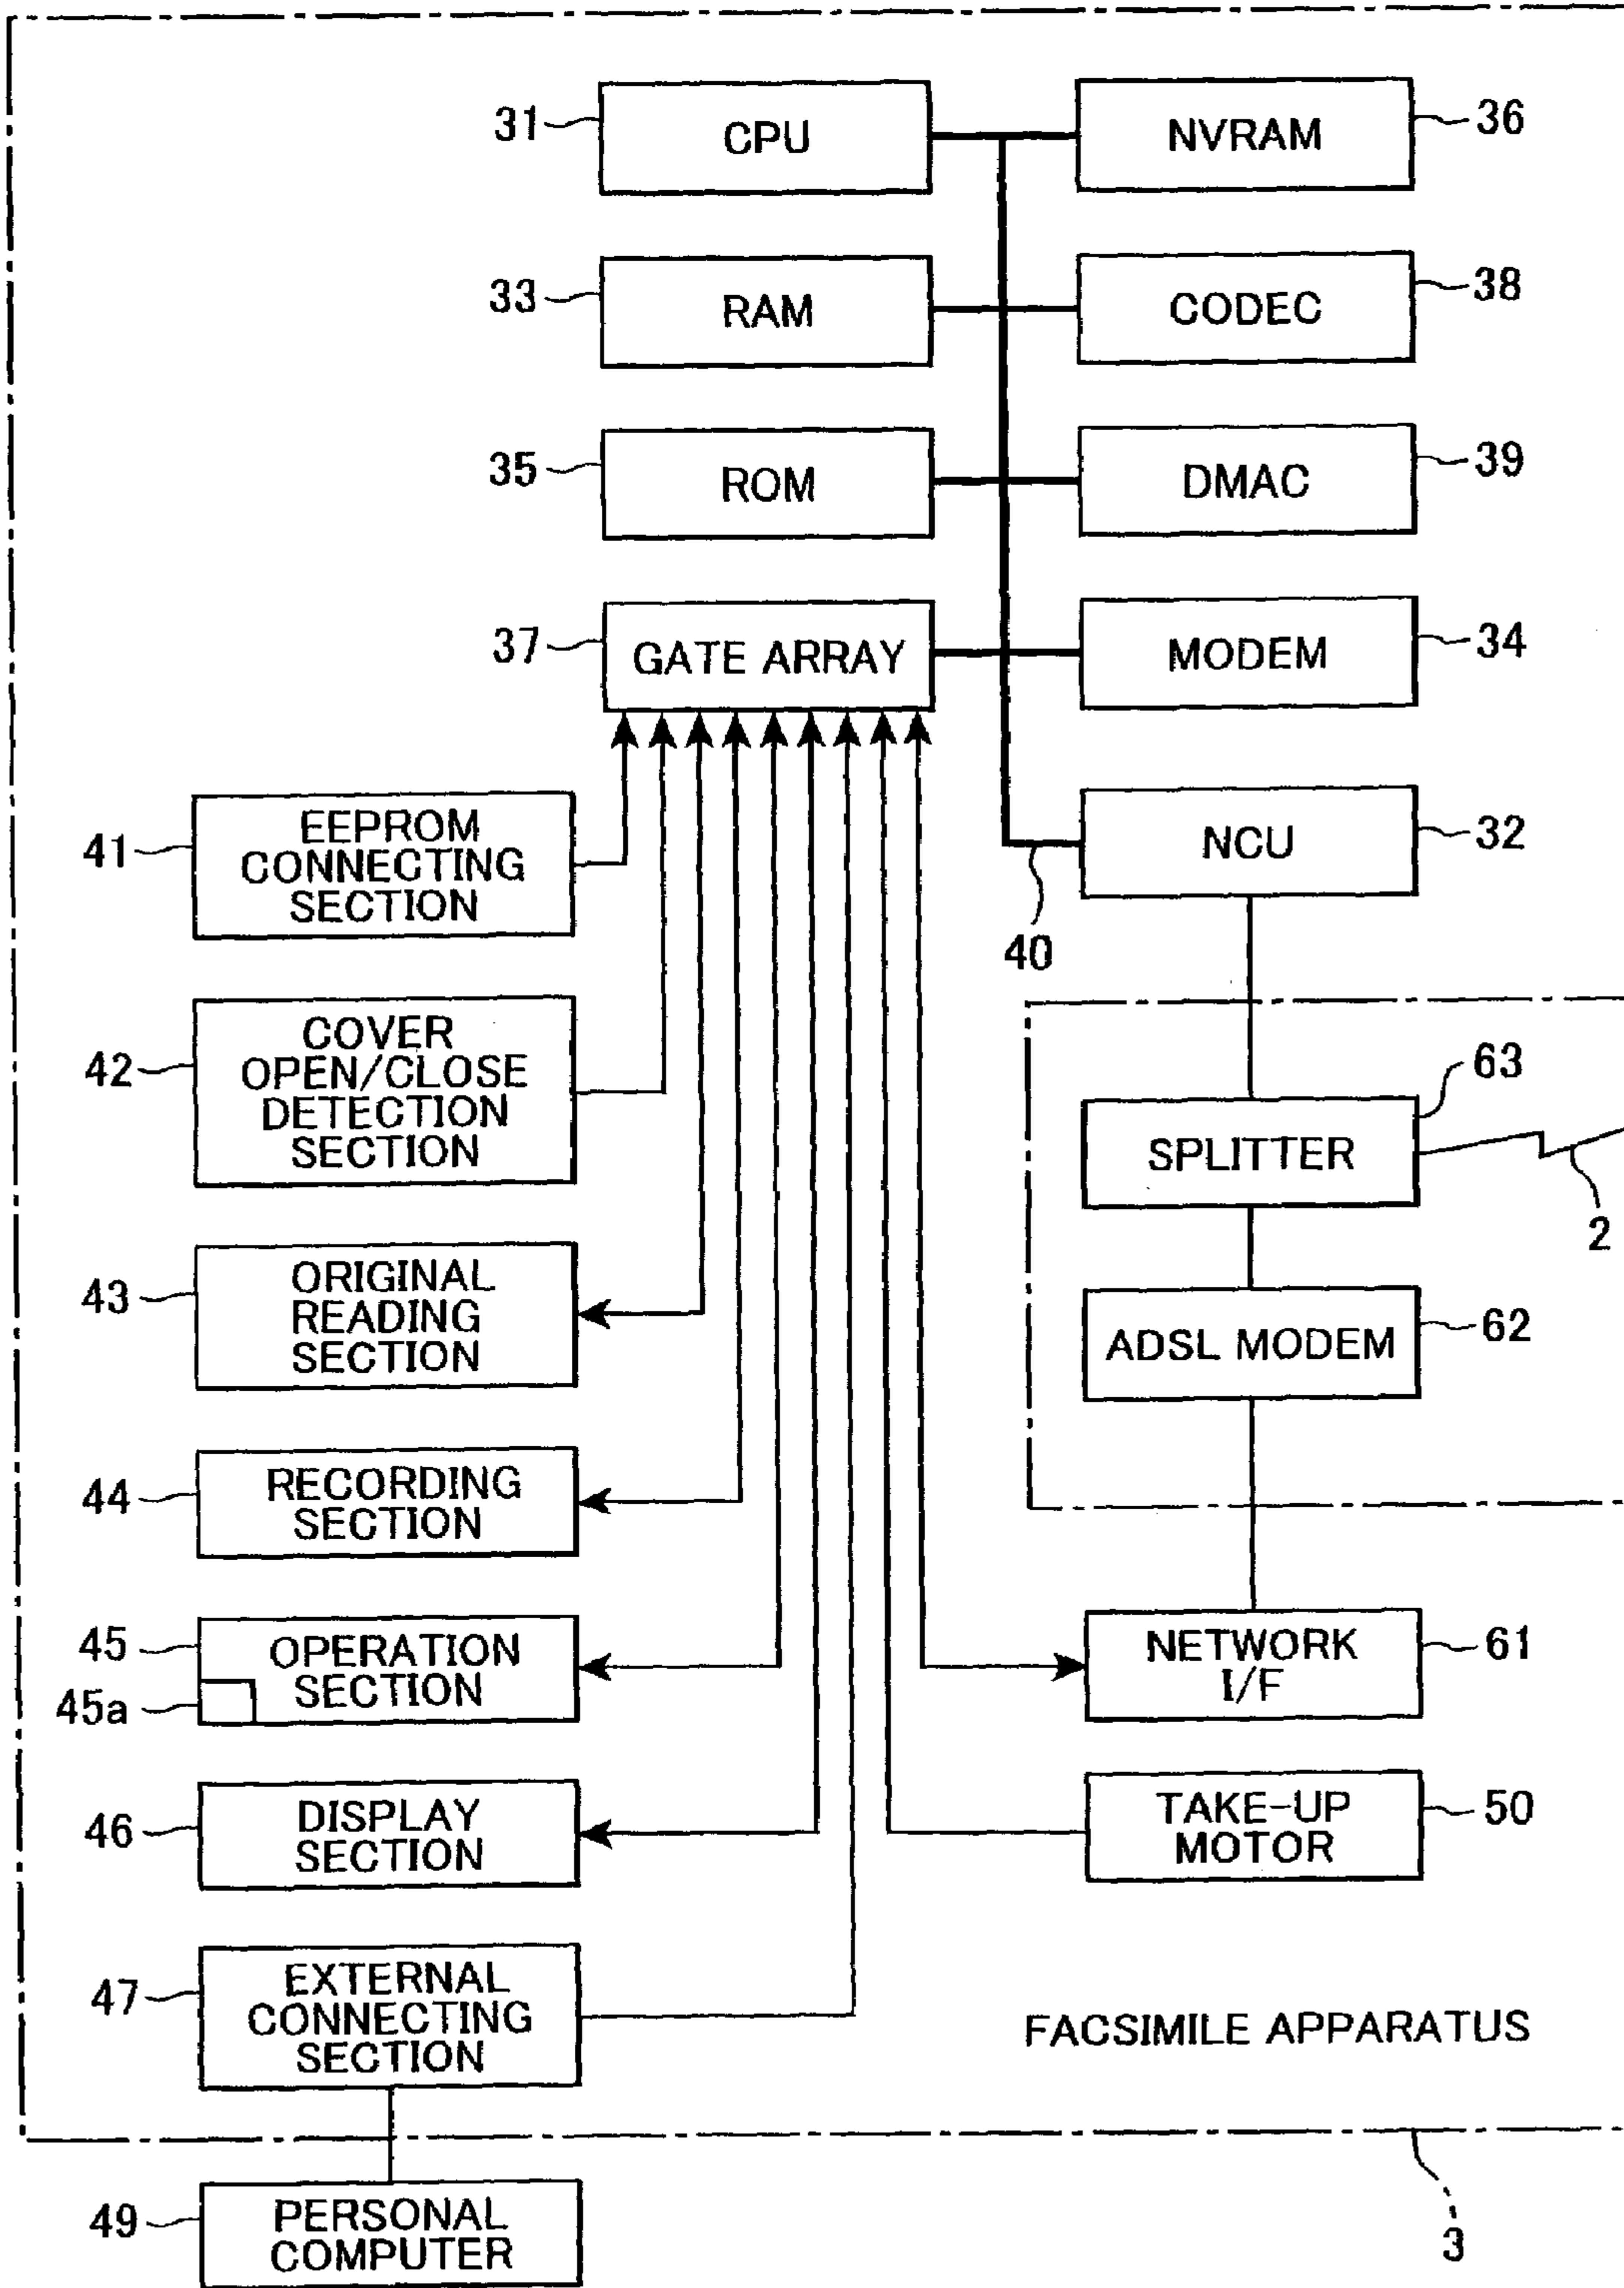 31
CPU
NVRAM
36
33
RAM
CODEC
38
35
ROM
DMAC
39
37
GATE ARRAY
MODEM
34
41
EEPROM
CONNECTING
SECTION
NCU
32
40
42
COVER
OPEN/CLOSE
DETECTION
SECTION
63
SPLITTER
2
43
ORIGINAL
READING
SECTION
ADSL MODEM
62
44
RECORDING
SECTION
45
OPERATION
SECTION
45a
NETWORK
I/F
61
46
DISPLAY
SECTION
TAKE-UP
MOTOR
50
47
EXTERNAL
CONNECTING
SECTION
FACSIMILE APPARATUS
49
PERSONAL
COMPUTER
3